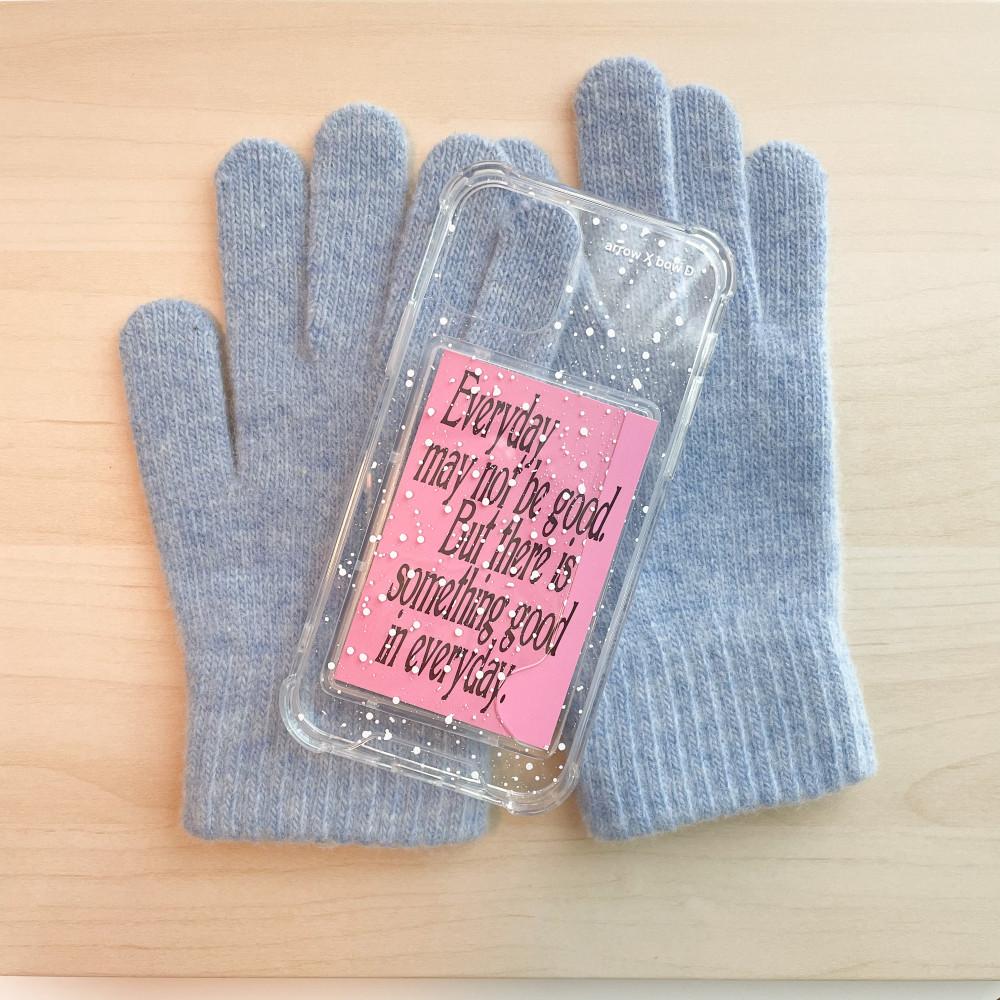 arrow X bow D
Everyday
may not be good.
But there is
something good
in everyday.